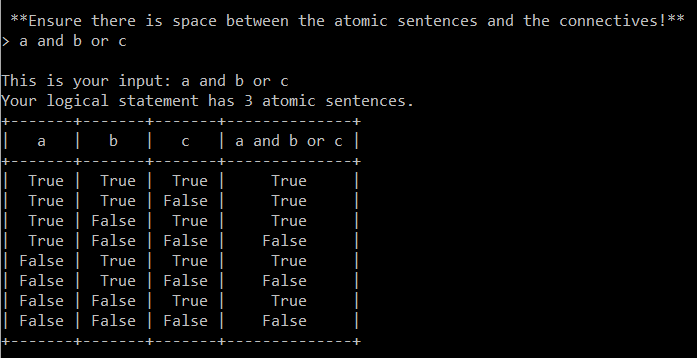 **Ensure there is space between the atomic sentences and the connectives!**
> a and b or c
This is your input: a and b or c
Your logical statement has 3 atomic sentences.
+-------+-------+-------+--------------+
|   a   |   b   |   c   | a and b or c |
+-------+-------+-------+--------------+
|  True |  True |  True |     True     |
|  True |  True | False |     True     |
|  True | False |  True |     True     |
|  True | False | False |    False     |
| False |  True |  True |     True     |
| False |  True | False |    False     |
| False | False |  True |     True     |
| False | False | False |    False     |
+-------+-------+-------+--------------+